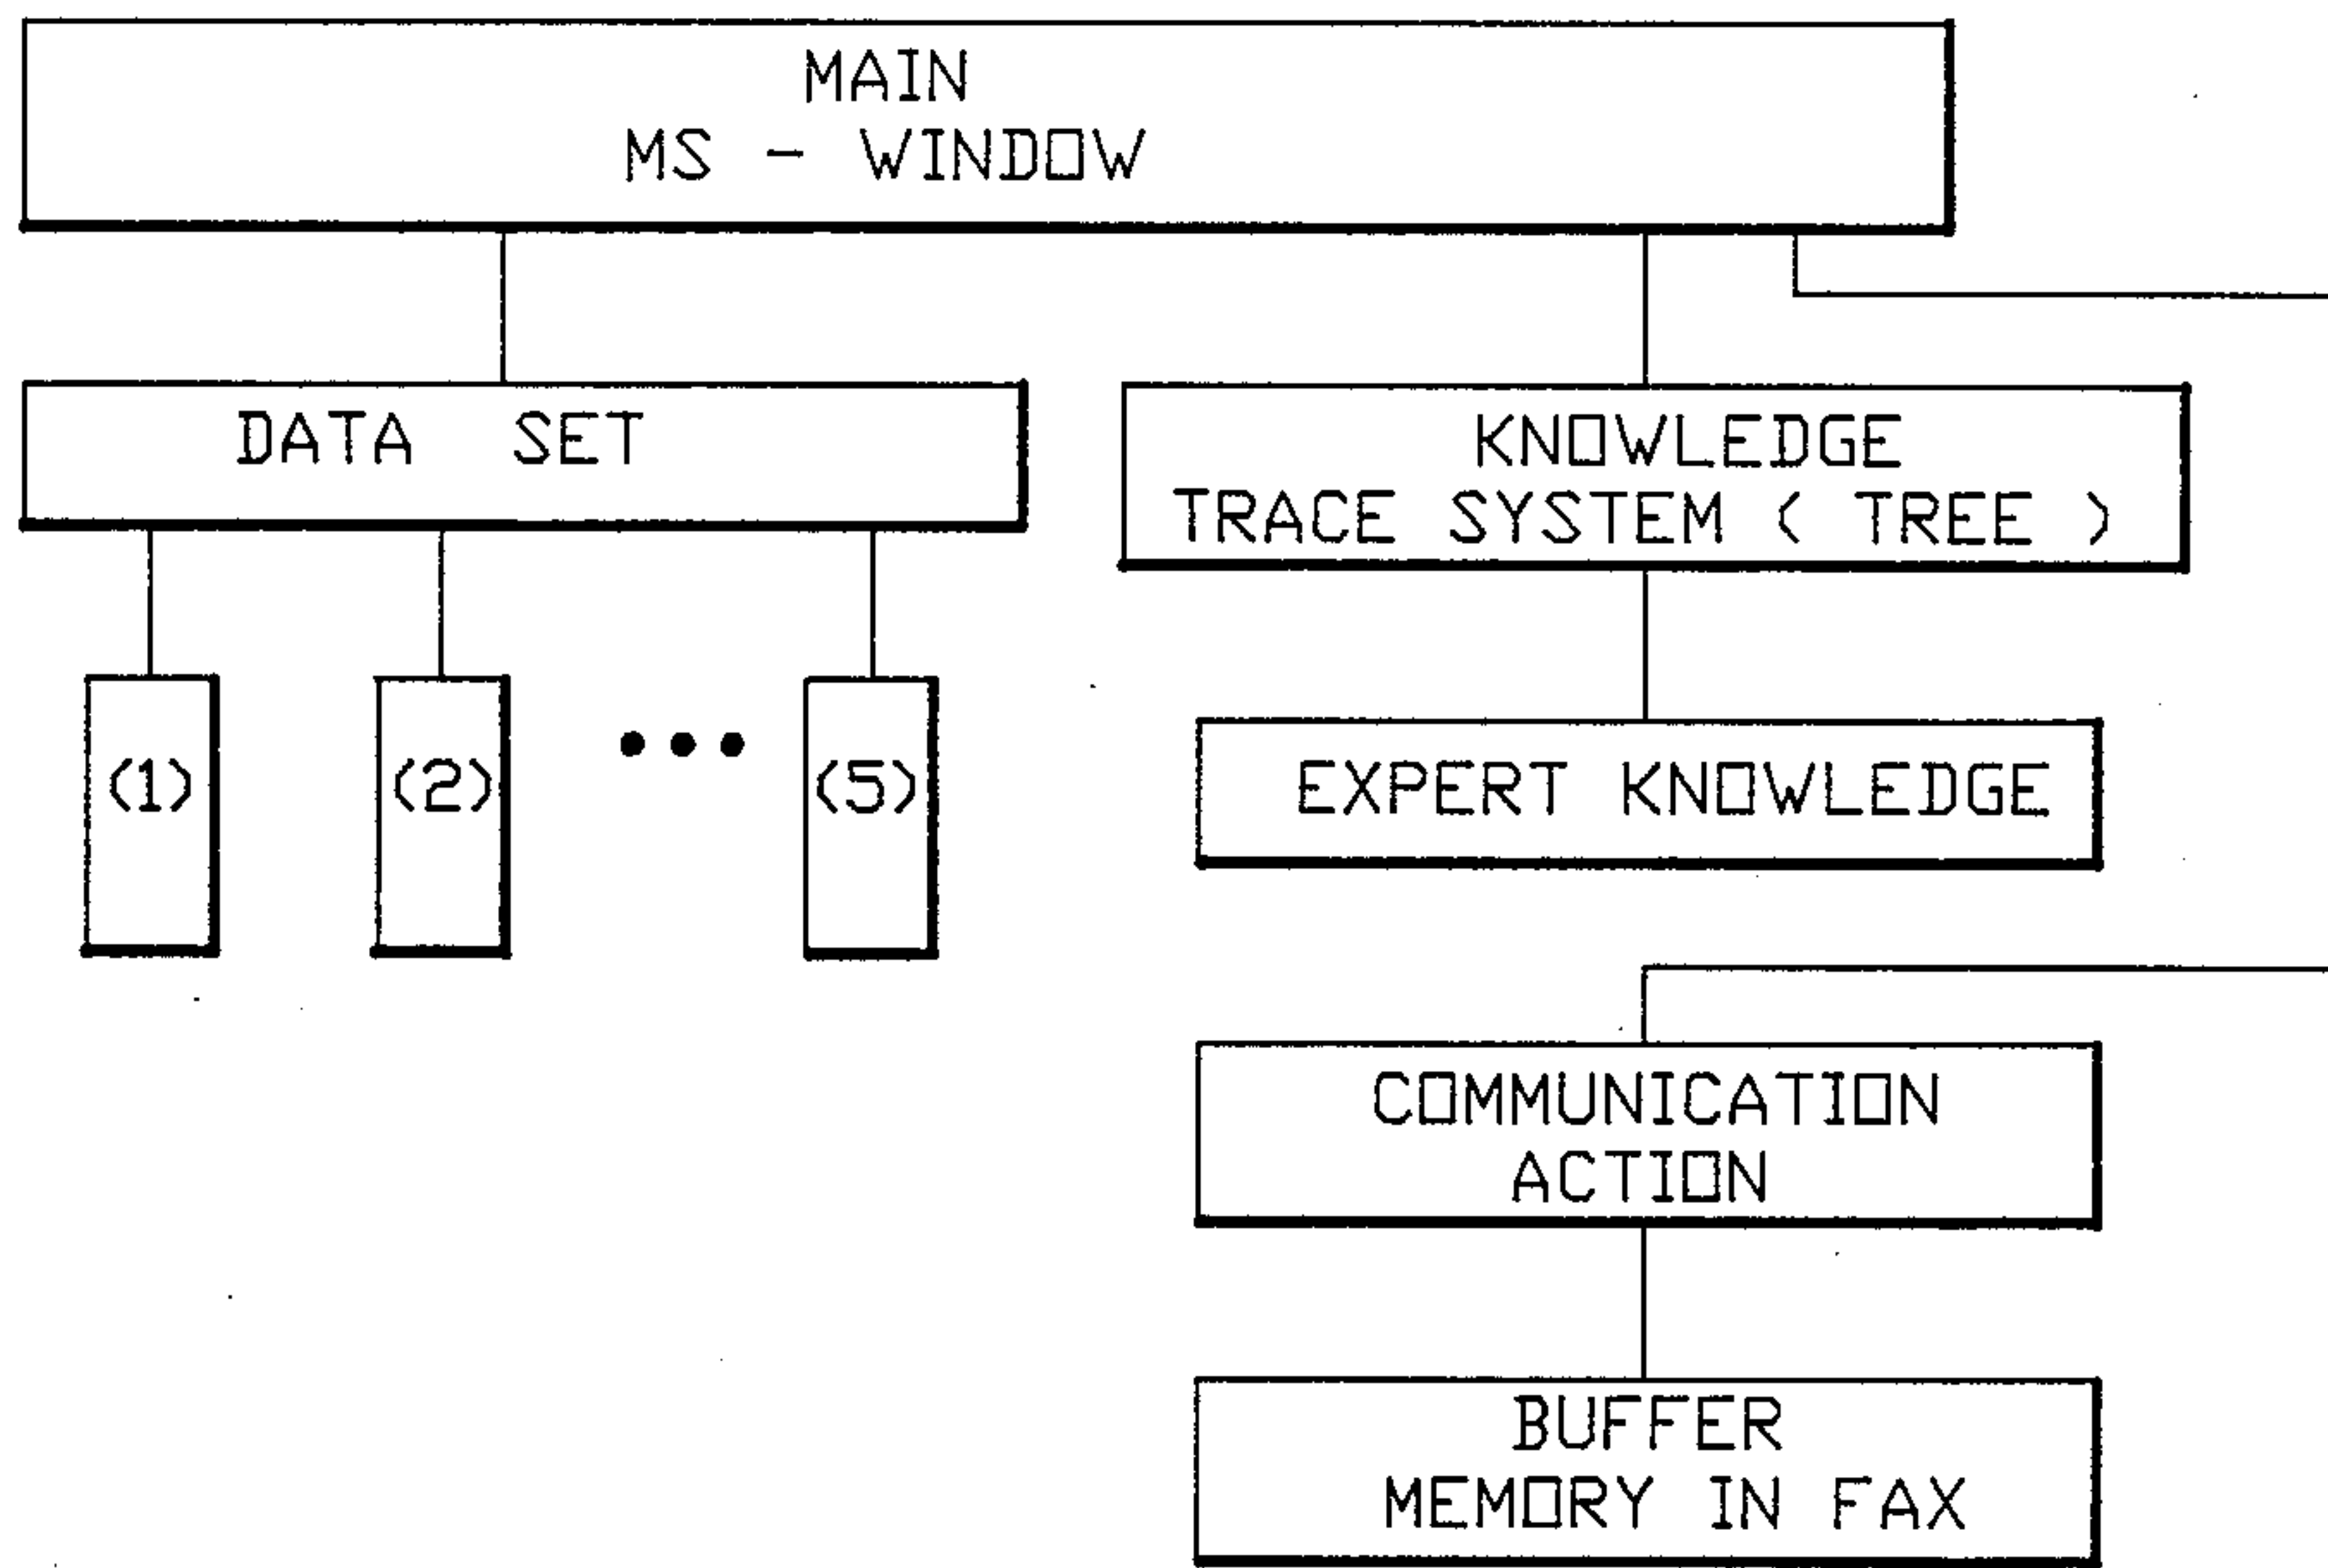 MAIN
MS - WINDOW
DATA SET
KNOWLEDGE
TRACE SYSTEM ( TREE )
(1)
(2)
•••
(5)
EXPERT KNOWLEDGE
COMMUNICATION
ACTION
BUFFER
MEMORY IN FAX